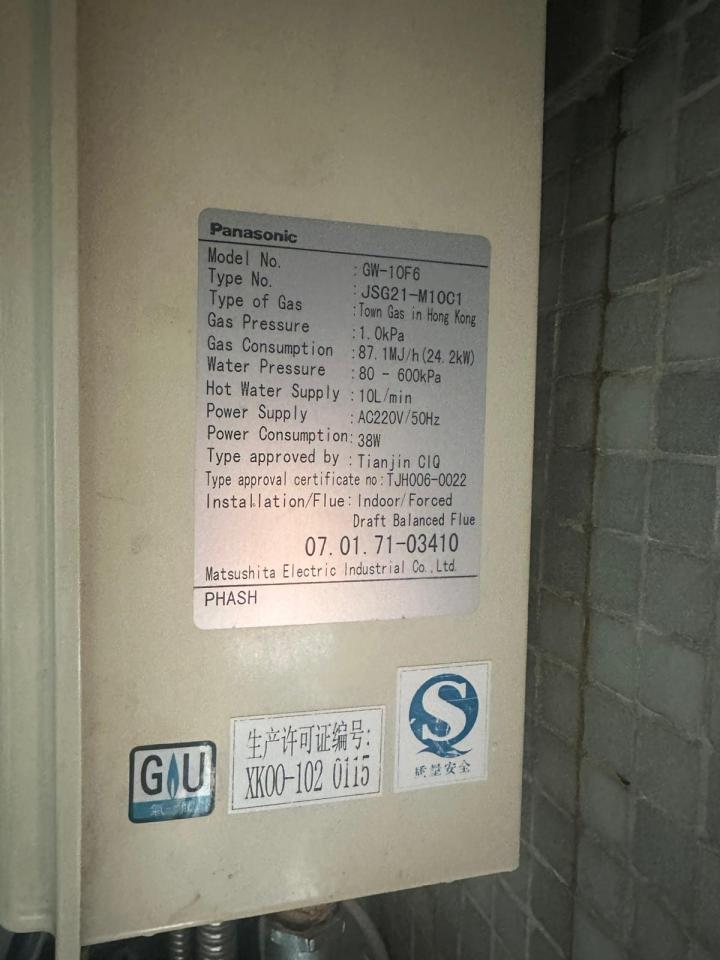 Panasonic
Model No. : GW-10F6
Type No. : JSG21-M10C1
Type of Gas : Town Gas in Hong Kong
Gas Pressure : 1.0kPa
Gas Consumption : 87.1MJ/h(24.2kW)
Water Pressure : 80 - 600kPa
Hot Water Supply : 10L/min
Power Supply : AC220V/50Hz
Power Consumption: 38W
Type approved by : Tianjin CIQ
Type approval certificate no:TJH006-0022
Installation/Flue: Indoor/Forced
Draft Balanced Flue
07.01.71-03410
Matsushita Electric Industrial Co.,Ltd.
PHASH
生产许可证编号:
XK00-102 0115
质量安全
GU